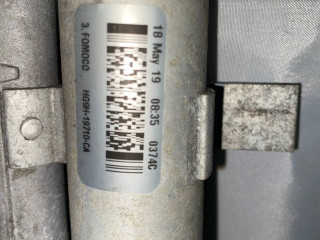 18 May 19 08:35 0374C
3. FOMOCO HG9H-19710-CA